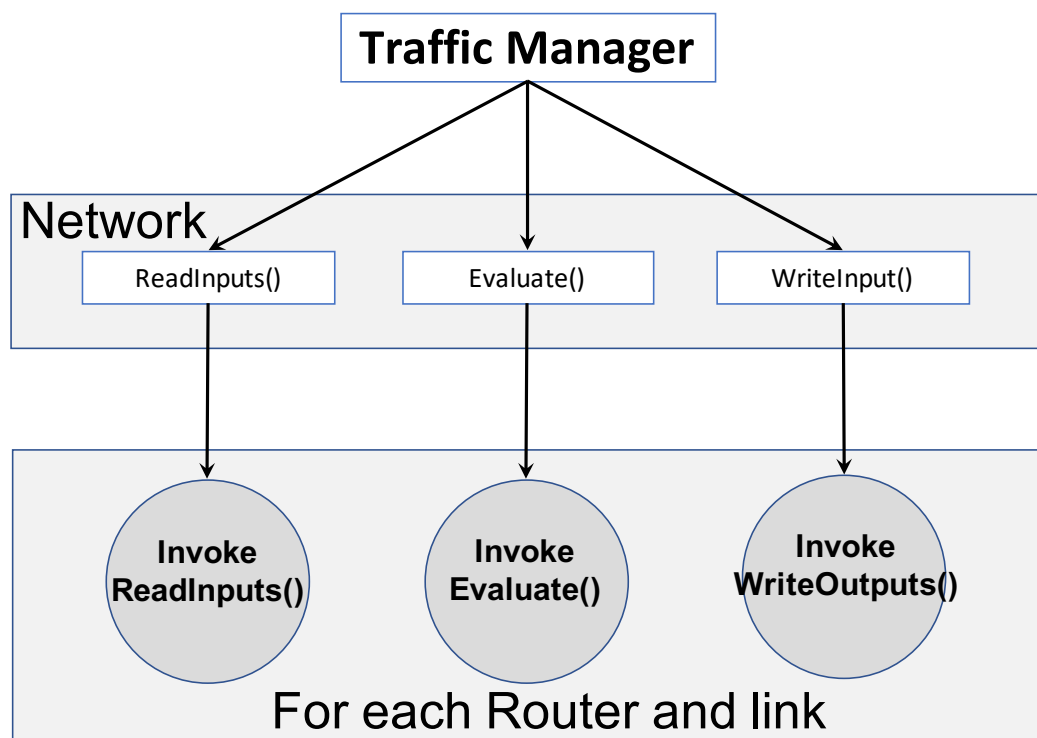 Traffic Manager
Network
ReadInputs()
Evaluate()
WriteInput()
Invoke
ReadInputs()
Invoke
Evaluate()
Invoke
WriteOutputs()
For each Router and link